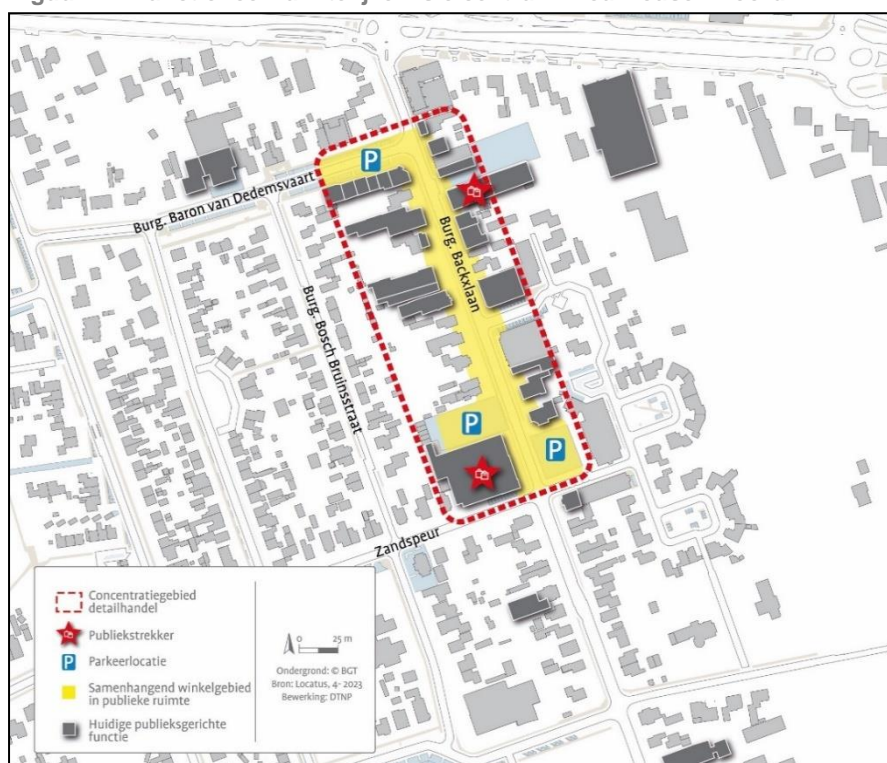 Burg. Baron van Dedemsvaart
Burg. Backxlaan
Burg. Bosch Bruinsstraat
Zandspeur
P
P
P
Concentratiegebied
detailhandel
Publiekstrekker
P Parkeerlocatie
Samenhangend winkelgebied
in publieke ruimte
Huidige publieksgerichte
functie
0 25 m
Ondergrond: © BGT
Bron: Locatus, 4- 2023
Bewerking: DTNP